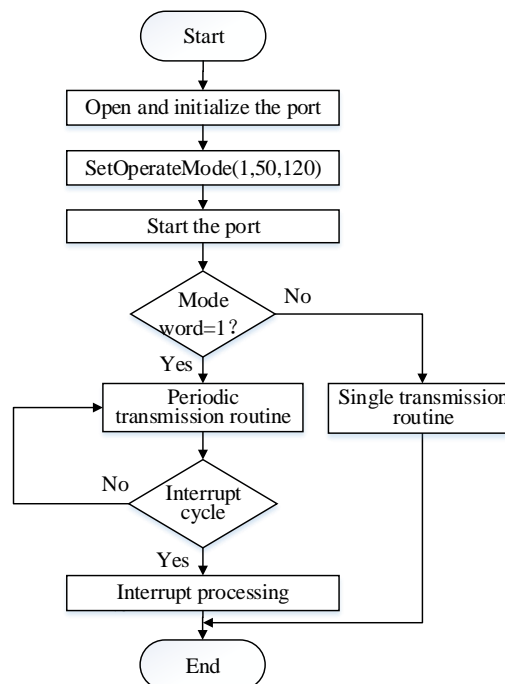 Start
Open and initialize the port
SetOperateMode(1,50,120)
Start the port
Mode
word=1?
No
Yes
Periodic
transmission routine
Single transmission
routine
No
Interrupt
cycle
Yes
Interrupt processing
End